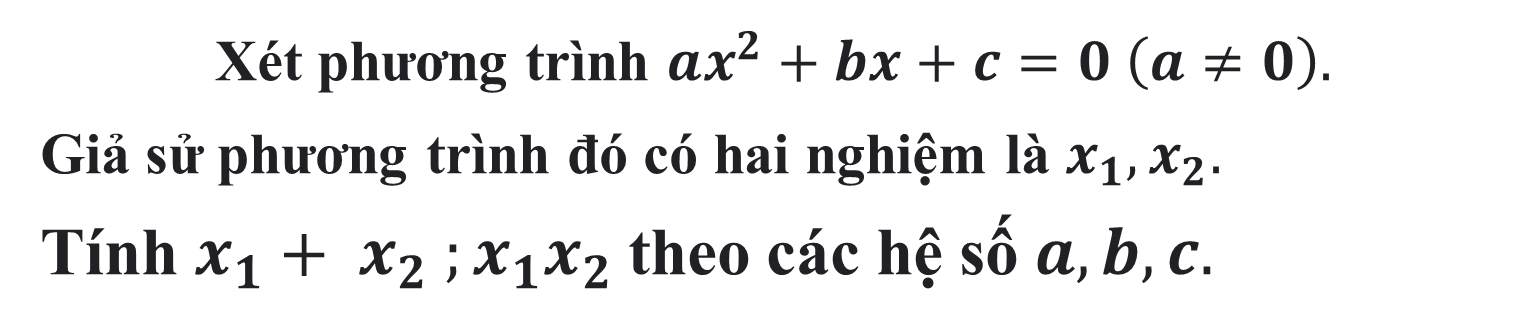 Xét phương trình ax² + bx + c = 0 (a ≠ 0).
Giả sử phương trình đó có hai nghiệm là x₁, x₂.
Tính x₁ + x₂ ; x₁x₂ theo các hệ số a, b, c.